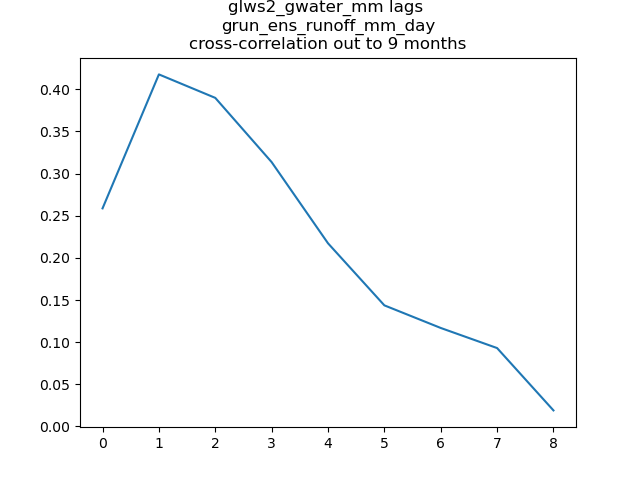 glws2_gwater_mm lags
grun_ens_runoff_mm_day
cross-correlation out to 9 months
0.40
0.35
0.30
0.25
0.20
0.15
0.10
0.05
0.00
0 1 2 3 4 5 6 7 8